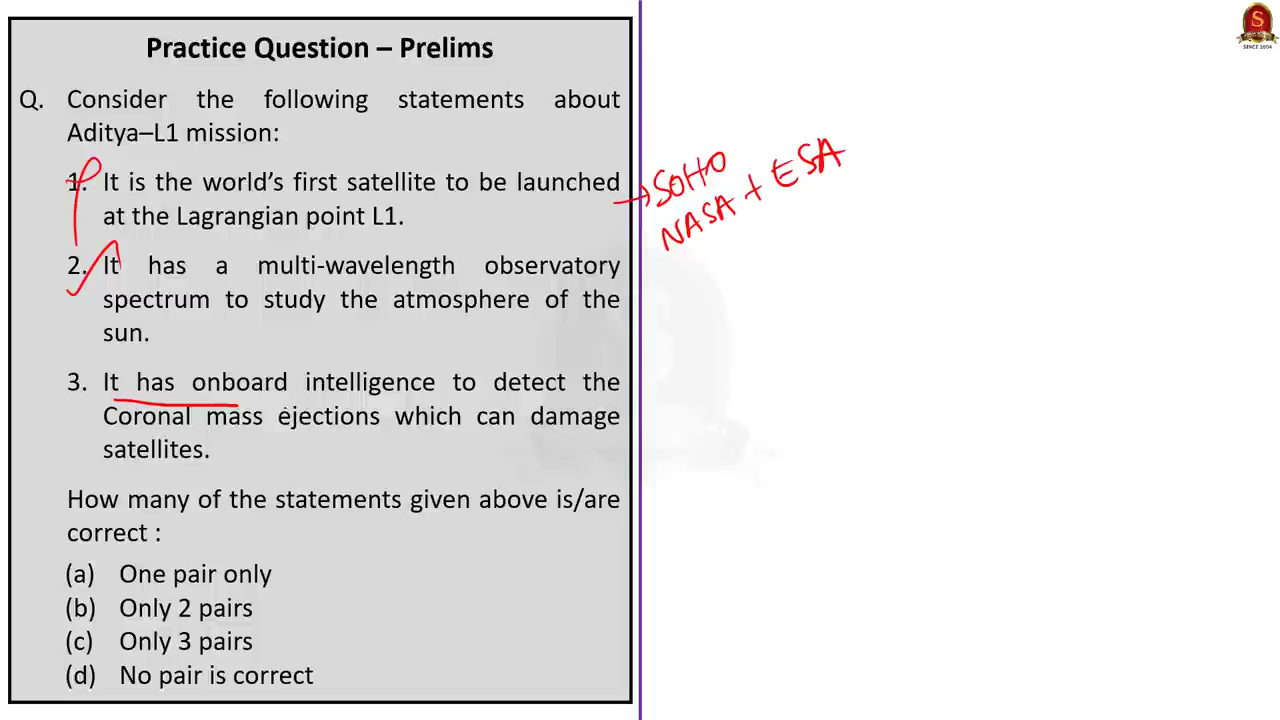 Practice Question – Prelims
Q. Consider the following statements about
Aditya–L1 mission:
1. It is the world's first satellite to be launched
at the Lagrangian point L1.
2. It has a multi-wavelength observatory
spectrum to study the atmosphere of the
sun.
3. It has onboard intelligence to detect the
Coronal mass ejections which can damage
satellites.
How many of the statements given above is/are
correct :
(a) One pair only
(b) Only 2 pairs
(c) Only 3 pairs
(d) No pair is correct
→ SOHO
NASA + ESA
S
SINCE 2004